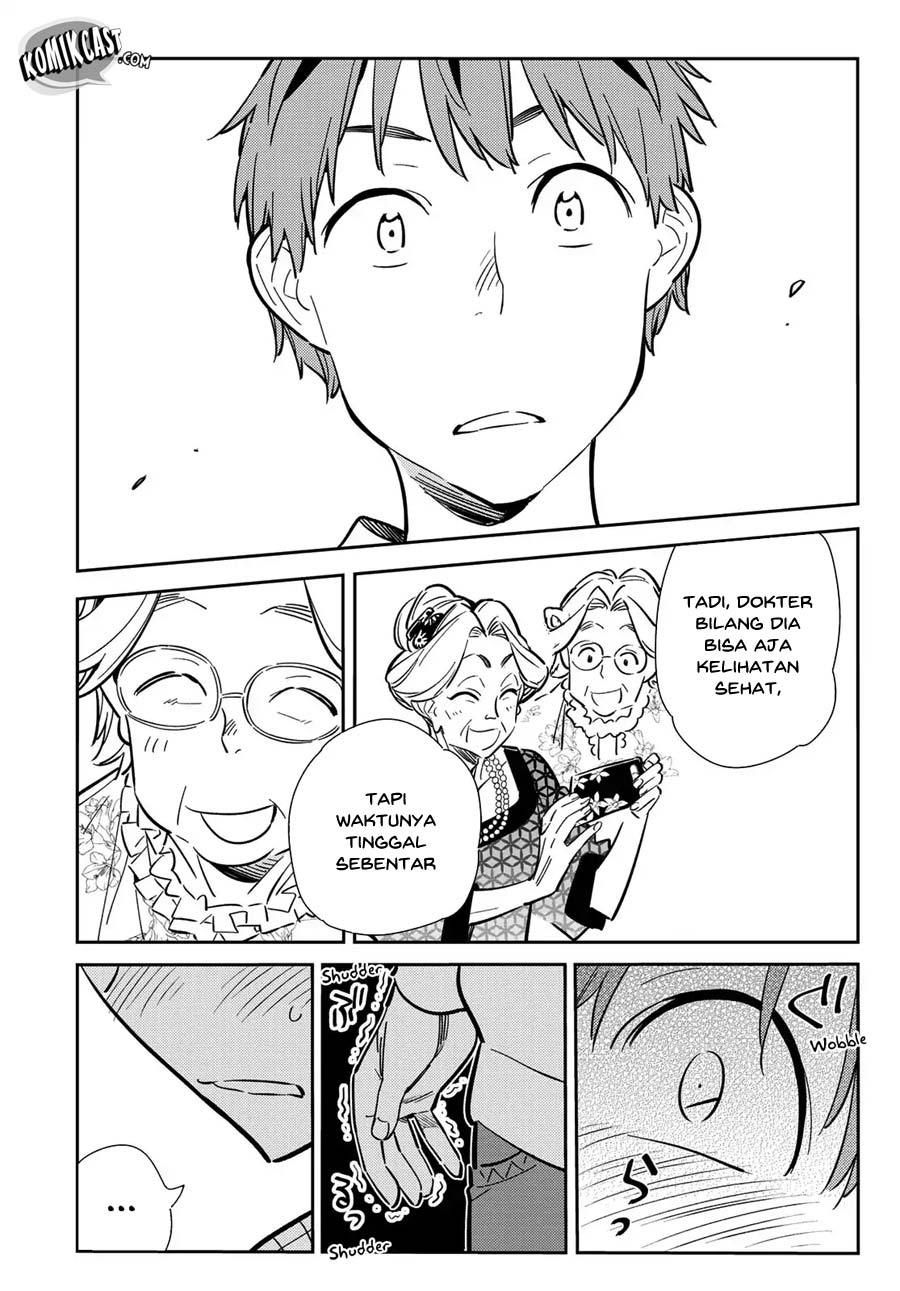 KOMIKCAST
.COM
TADI, DOKTER
BILANG DIA
BISA AJA
KELIHATAN
SEHAT,
TAPI
WAKTUNYA
TINGGAL
SEBENTAR
Wobble
Shudder
Shudder
...